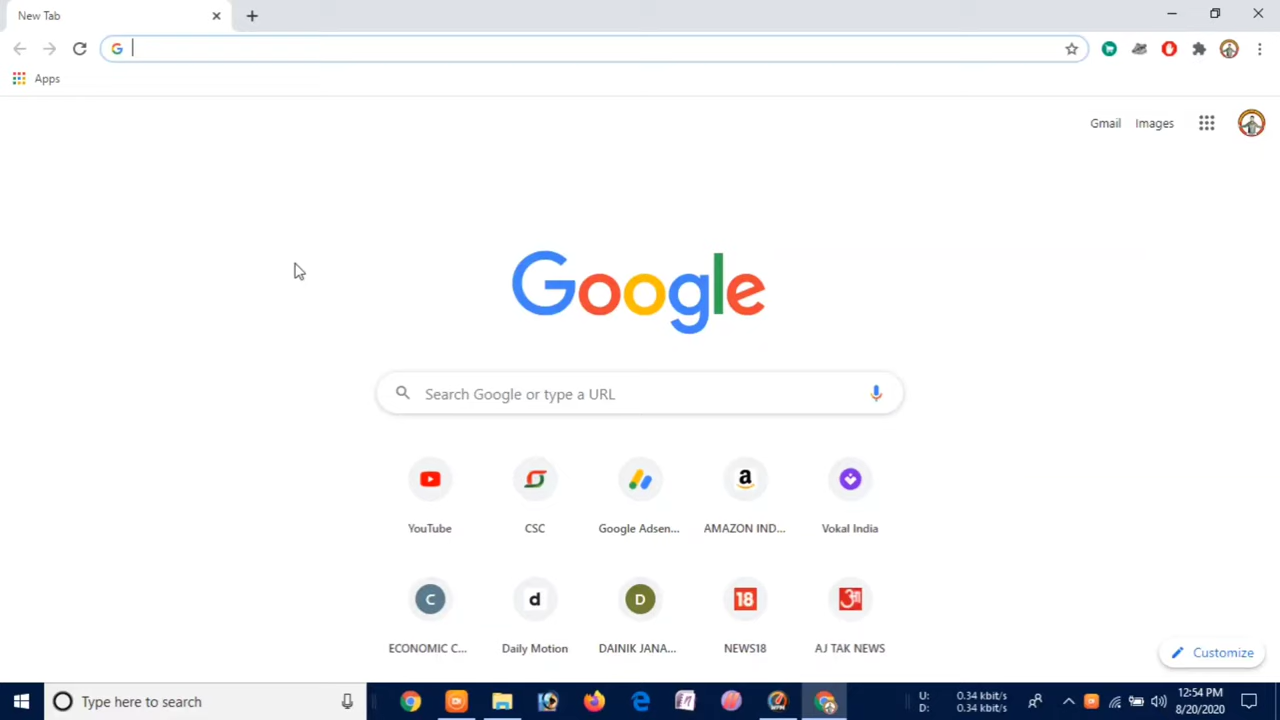 New Tab
Apps
Gmail Images
Google
Search Google or type a URL
YouTube CSC Google Adsen... AMAZON IND... Vokal India
a
C d D 18 आ
ECONOMIC C... Daily Motion DAINIK JANA... NEWS18 AJ TAK NEWS
Customize
Type here to search
U: 0.34 kbit/s
D: 0.34 kbit/s
12:54 PM
8/20/2020